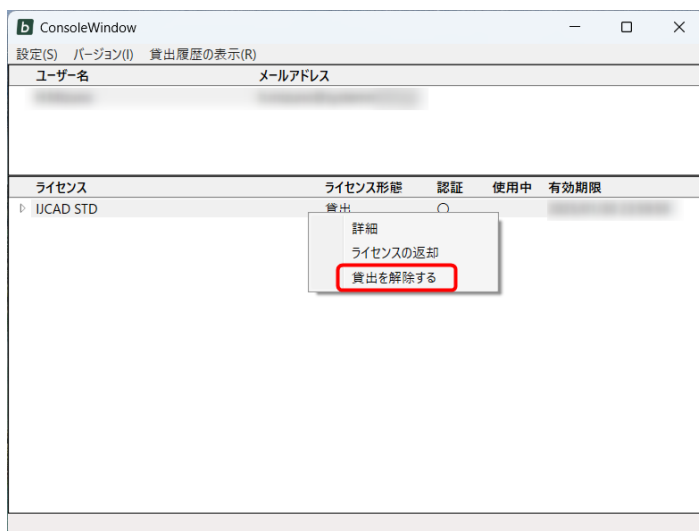 ConsoleWindow
設定(S) バージョン(I) 貸出履歴の表示(R)
ユーザー名 メールアドレス
ライセンス ライセンス形態 認証 使用中 有効期限
IJCAD STD 貸出 ○
詳細
ライセンスの返却
貸出を解除する